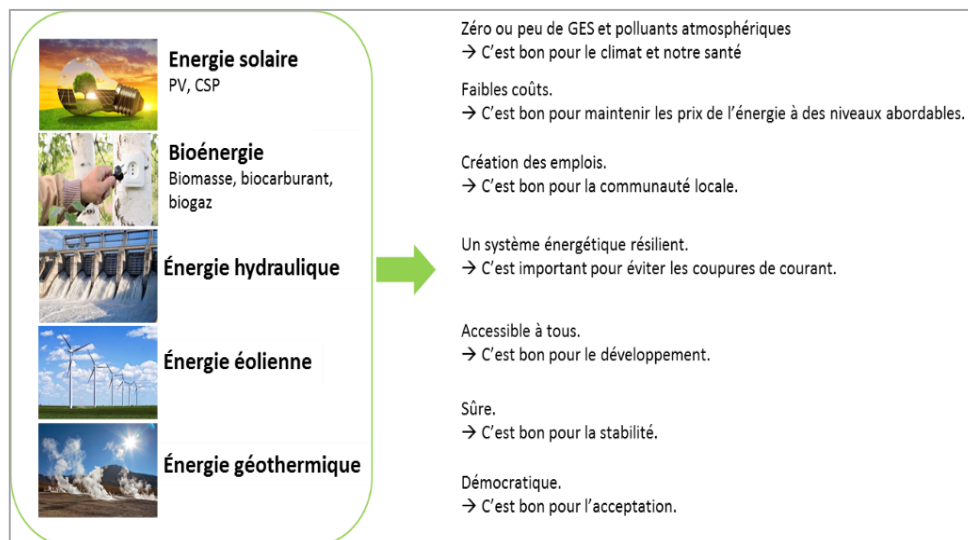 Energie solaire
PV, CSP
Bioénergie
Biomasse, biocarburant,
biogaz
Énergie hydraulique
Énergie éolienne
Énergie géothermique
Zéro ou peu de GES et polluants atmosphériques
→ C’est bon pour le climat et notre santé
Faibles coûts.
→ C’est bon pour maintenir les prix de l’énergie à des niveaux abordables.
Création des emplois.
→ C’est bon pour la communauté locale.
Un système énergétique résilient.
→ C’est important pour éviter les coupures de courant.
Accessible à tous.
→ C’est bon pour le développement.
Sûre.
→ C’est bon pour la stabilité.
Démocratique.
→ C’est bon pour l’acceptation.